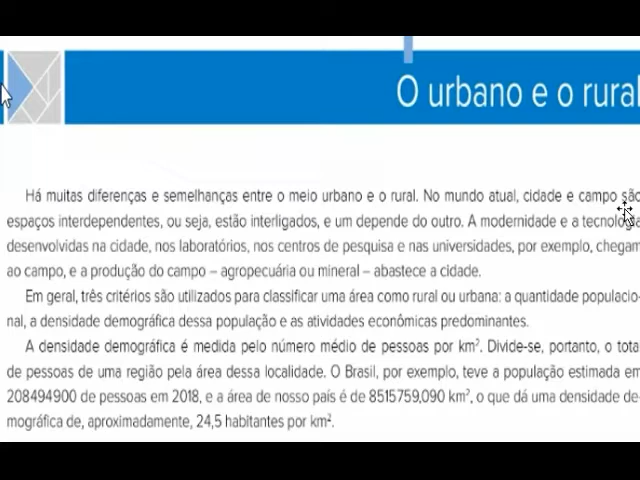 O urbano e o rural
Há muitas diferenças e semelhanças entre o meio urbano e o rural. No mundo atual, cidade e campo são
espaços interdependentes, ou seja, estão interligados, e um depende do outro. A modernidade e a tecnologia
desenvolvidas na cidade, nos laboratórios, nos centros de pesquisa e nas universidades, por exemplo, chegam
ao campo, e a produção do campo – agropecuária ou mineral – abastece a cidade.
Em geral, três critérios são utilizados para classificar uma área como rural ou urbana: a quantidade populacio-
nal, a densidade demográfica dessa população e as atividades econômicas predominantes.
A densidade demográfica é medida pelo número médio de pessoas por km². Divide-se, portanto, o total
de pessoas de uma região pela área dessa localidade. O Brasil, por exemplo, teve a população estimada em
208494900 de pessoas em 2018, e a área de nosso país é de 8515759,090 km², o que dá uma densidade de-
mográfica de, aproximadamente, 24,5 habitantes por km².